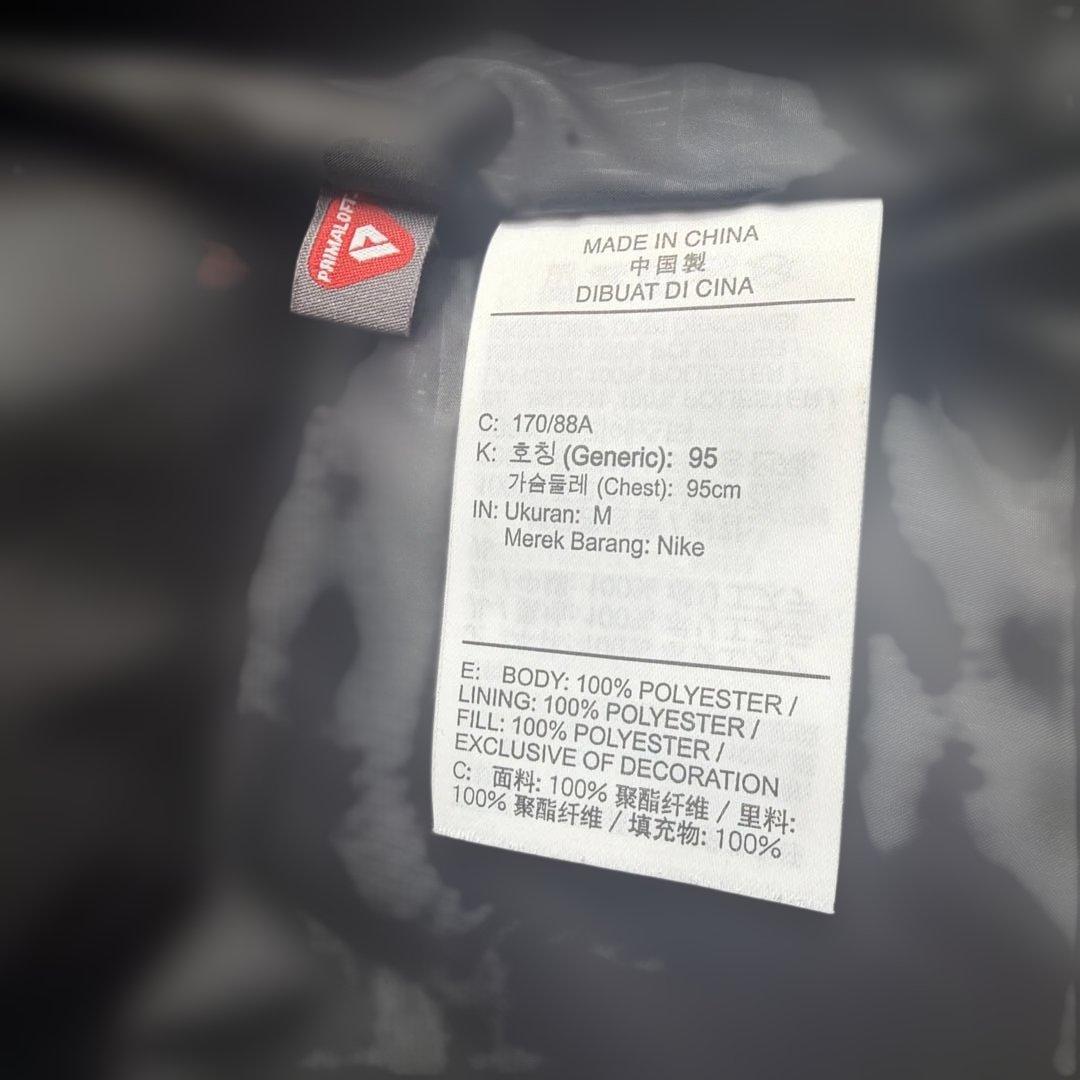 PRIMALOFT
MADE IN CHINA
中国製
DIBUAT DI CINA
C: 170/88A
K: 호칭 (Generic): 95
가슴둘레 (Chest): 95cm
IN: Ukuran: M
Merek Barang: Nike
E: BODY: 100% POLYESTER /
LINING: 100% POLYESTER /
FILL: 100% POLYESTER /
EXCLUSIVE OF DECORATION
C: 面料: 100% 聚酯纤维 / 里料:
100% 聚酯纤维 / 填充物: 100%